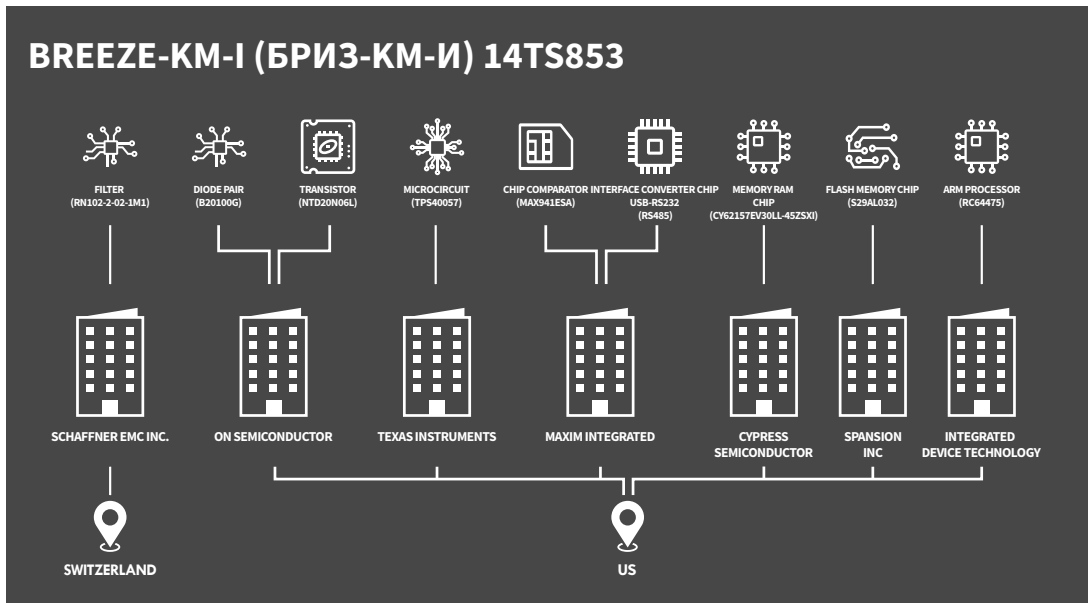 BREEZE-KM-I (БРИЗ-КМ-И) 14TS853
FILTER
(RN102-2-02-1M1)
DIODE PAIR
(B20100G)
TRANSISTOR
(NTD20N06L)
MICROCIRCUIT
(TPS40057)
CHIP COMPARATOR
(MAX941ESA)
INTERFACE CONVERTER CHIP
USB-RS232
(RS485)
MEMORY RAM
CHIP
(CY62157EV30LL-45ZSXI)
FLASH MEMORY CHIP
(S29AL032)
ARM PROCESSOR
(RC64475)
SCHAFFNER EMC INC.
ON SEMICONDUCTOR
TEXAS INSTRUMENTS
MAXIM INTEGRATED
CYPRESS
SEMICONDUCTOR
SPANSION
INC
INTEGRATED
DEVICE TECHNOLOGY
SWITZERLAND
US